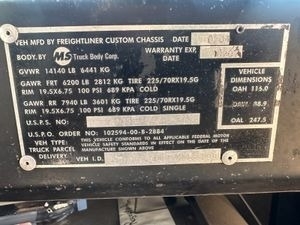 VEH MFG BY FREIGHTLINER CUSTOM CHASSIS DATE
BODY. BY MS Truck Body Corp. WARRANTY EXP.
GVWR 14140 LB 6441 KG
GAWR FRT 6200 LB 2812 KG TIRE 225/70RX19.5G
RIM 19.5X6.75 100 PSI 689 KPA COLD
GAWR RR 7940 LB 3601 KG TIRE 225/70RX19.5G
RIM 19.5X6.75 100 PSI 689 KPA COLD SINGLE
VEHICLE
DIMENSIONS
OAH 116.0
OAW 88.9
OAL 247.5
U.S.P.S. NO.
U.S.P.S. ORDER NO. 102594-00-B-2884
VEH TYPE: THIS VEHICLE CONFORMS TO ALL APPLICABLE FEDERAL MOTOR
TRUCK PARCEL VEHICLE SAFETY STANDARDS IN EFFECT ON THE DATE OF
DELIVERY MANUFACTURE SHOWN ABOVE
VEH I.D.